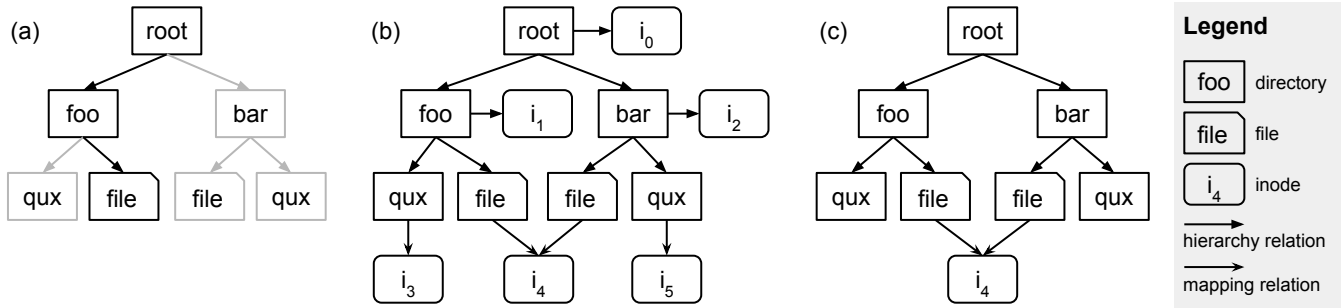 (a)
root
foo
bar
qux
file
file
qux
(b)
root
i0
foo
i1
bar
i2
qux
file
file
qux
i3
i4
i5
(c)
root
foo
bar
qux
file
file
qux
i4
Legend
foo directory
file file
i4 inode
hierarchy relation
mapping relation